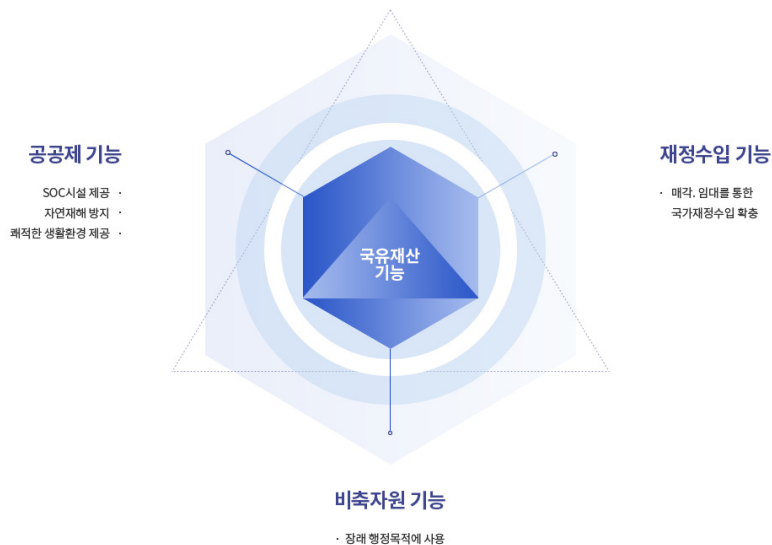 공공제 기능
SOC시설 제공 ·
자연재해 방지 ·
쾌적한 생활환경 제공 ·
국유재산
기능
재정수입 기능
· 매각. 임대를 통한
국가재정수입 확충
비축자원 기능
· 장래 행정목적에 사용